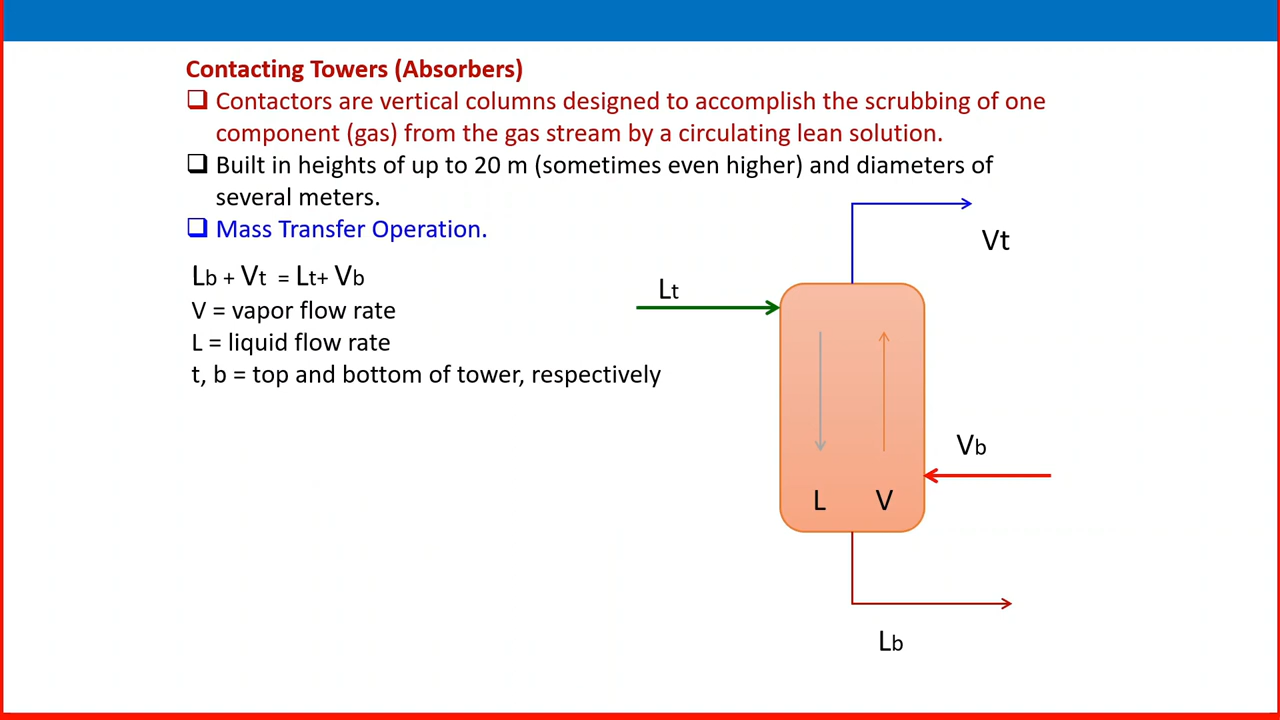 Contacting Towers (Absorbers)
❑ Contactors are vertical columns designed to accomplish the scrubbing of one
component (gas) from the gas stream by a circulating lean solution.
❑ Built in heights of up to 20 m (sometimes even higher) and diameters of
several meters.
❑ Mass Transfer Operation.
Lb + Vt = Lt+ Vb
V = vapor flow rate
L = liquid flow rate
t, b = top and bottom of tower, respectively
Vt
Lt
Vb
L V
Lb